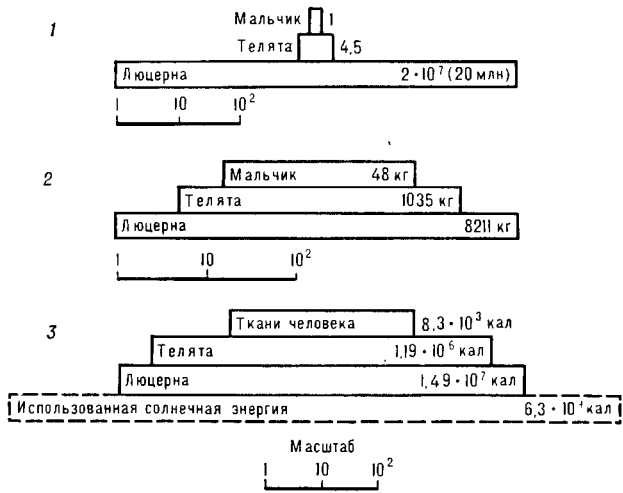 1
Мальчик 1
Телята 4,5
Люцерна 2·10⁷ (20 млн)
1 10 10²
2
Мальчик 48 кг
Телята 1035 кг
Люцерна 8211 кг
1 10 10²
3
Ткани человека 8,3·10³ кал
Телята 1,19·10⁶ кал
Люцерна 1,49·10⁷ кал
Использованная солнечная энергия кал
Масштаб
1 10 10²